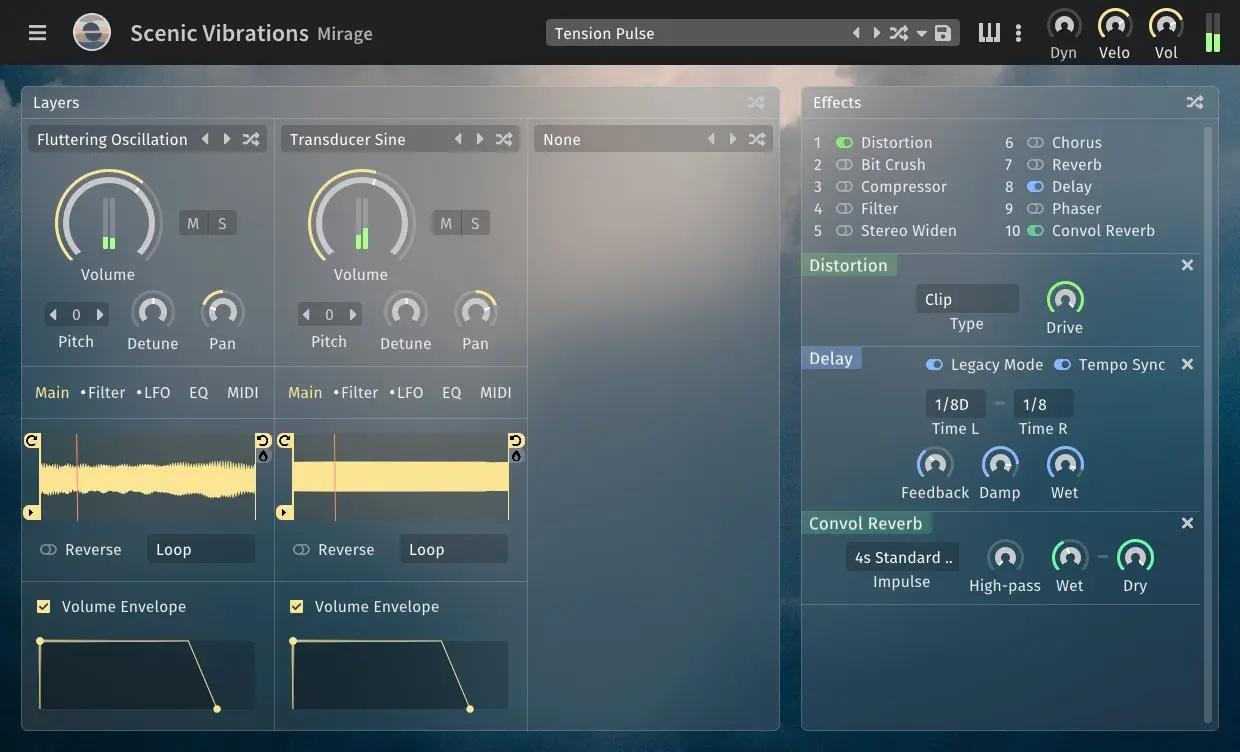 Scenic Vibrations Mirage
Tension Pulse
Dyn Velo Vol
Layers
Fluttering Oscillation
M S
Volume
0
Pitch Detune Pan
Main •Filter •LFO EQ MIDI
Reverse Loop
Volume Envelope
Transducer Sine
M S
Volume
0
Pitch Detune Pan
Main •Filter •LFO EQ MIDI
Reverse Loop
Volume Envelope
None
Effects
1 Distortion
2 Bit Crush
3 Compressor
4 Filter
5 Stereo Widen
6 Chorus
7 Reverb
8 Delay
9 Phaser
10 Convol Reverb
Distortion
Clip
Type Drive
Delay Legacy Mode Tempo Sync
1/8D – 1/8
Time L Time R
Feedback Damp Wet
Convol Reverb
4s Standard ..
Impulse High-pass Wet – Dry